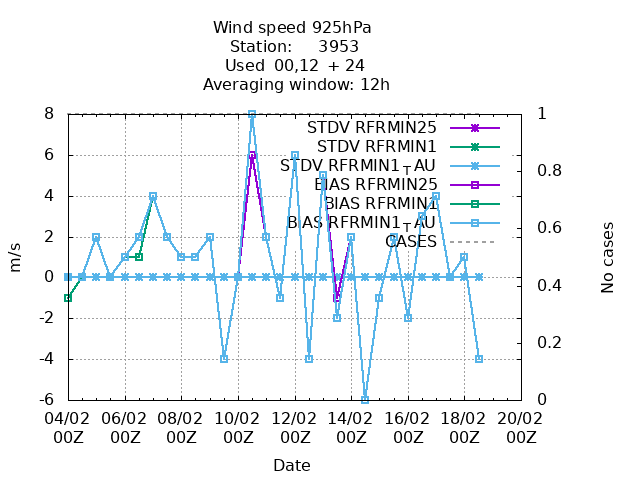 Wind speed 925hPa
Station: 3953
Used 00,12 + 24
Averaging window: 12h
8
6
4
2
0
-2
-4
-6
m/s
1
0.8
0.6
0.4
0.2
0
No cases
STDV RFRMIN25
STDV RFRMIN1
STDV RFRMIN1_TAU
BIAS RFRMIN25
BIAS RFRMIN1
BIAS RFRMIN1_TAU
CASES
04/02 06/02 08/02 10/02 12/02 14/02 16/02 18/02 20/02
00Z 00Z 00Z 00Z 00Z 00Z 00Z 00Z 00Z
Date